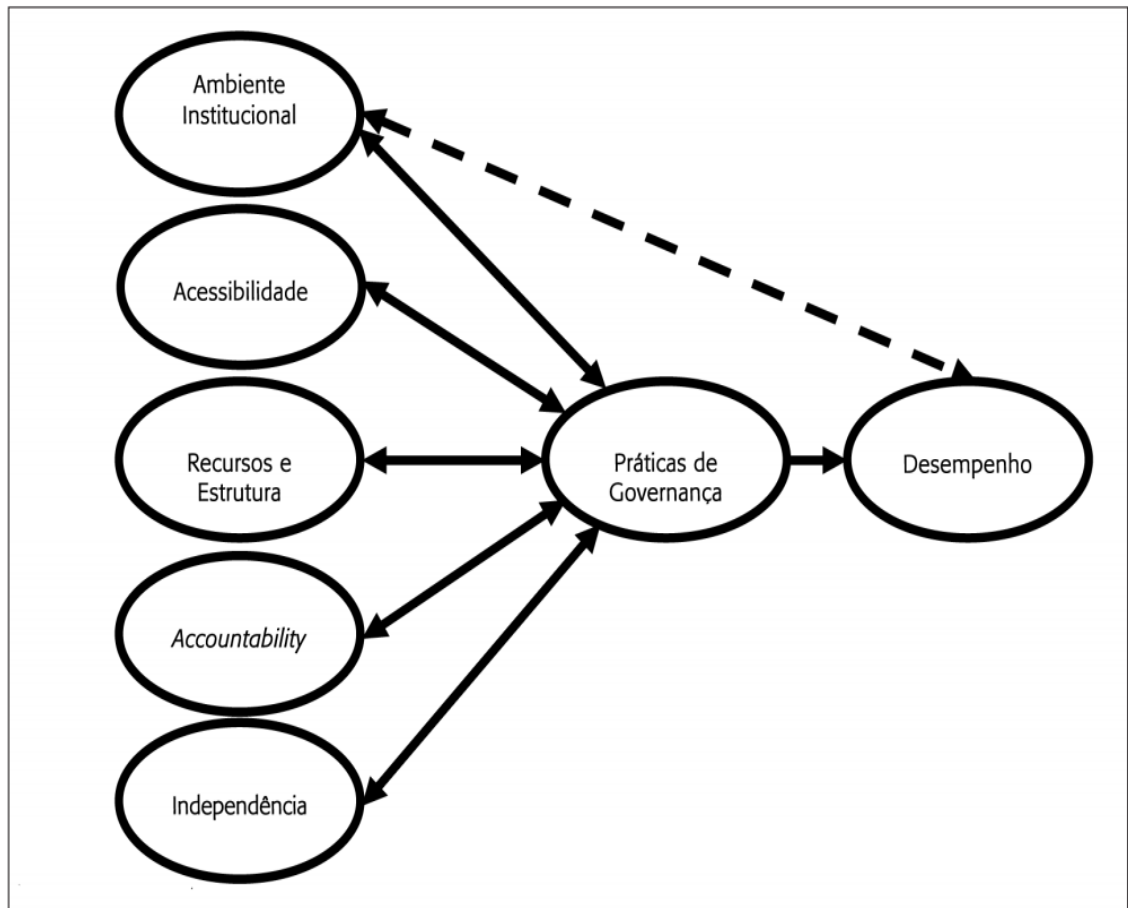 Ambiente
Institucional
Acessibilidade
Recursos e
Estrutura
Accountability
Independência
Práticas de
Governança
Desempenho